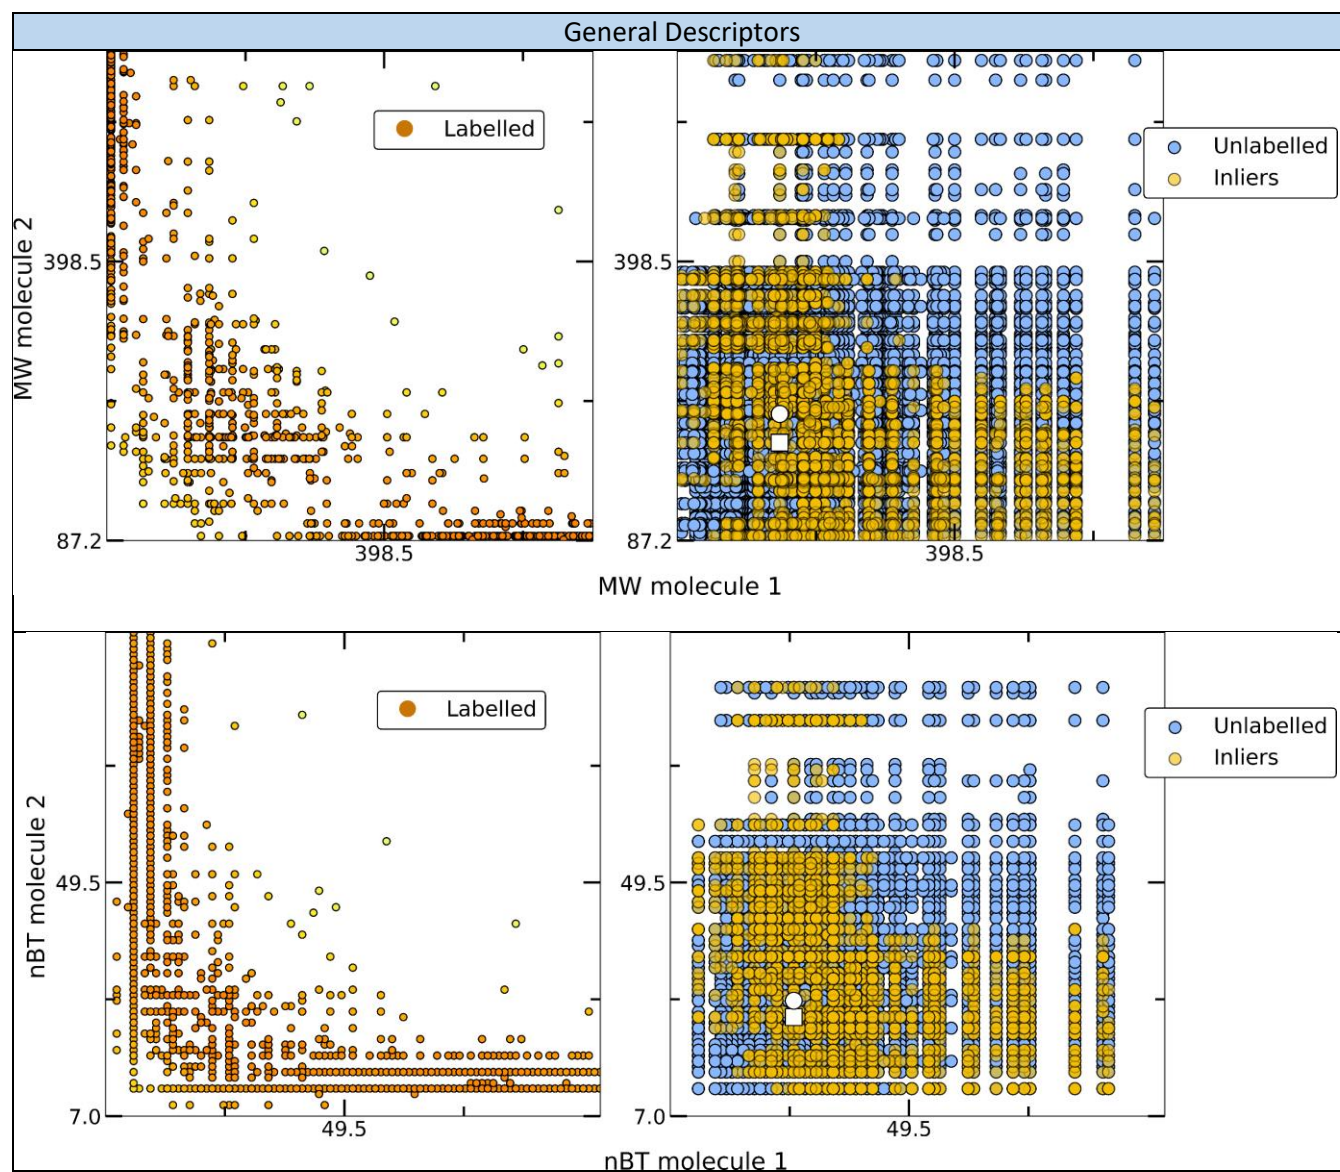 General Descriptors
MW molecule 2
398.5
87.2
398.5
Labelled
398.5
87.2
398.5
Unlabelled
Inliers
MW molecule 1
nBT molecule 2
49.5
7.0
49.5
Labelled
49.5
7.0
49.5
Unlabelled
Inliers
nBT molecule 1